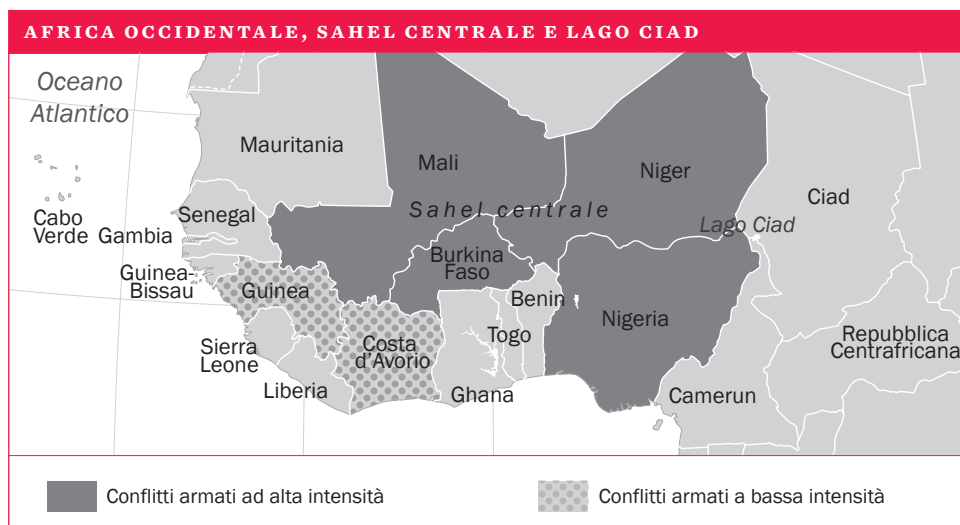 AFRICA OCCIDENTALE, SAHEL CENTRALE E LAGO CIAD
Oceano
Atlantico
Mauritania
Mali
Niger
Ciad
Cabo
Verde
Senegal
Gambia
Sahel centrale
Lago Ciad
Guinea-
Bissau
Guinea
Burkina
Faso
Benin
Togo
Nigeria
Sierra
Leone
Costa
d'Avorio
Liberia
Ghana
Camerun
Repubblica
Centrafricana
Conflitti armati ad alta intensità
Conflitti armati a bassa intensità